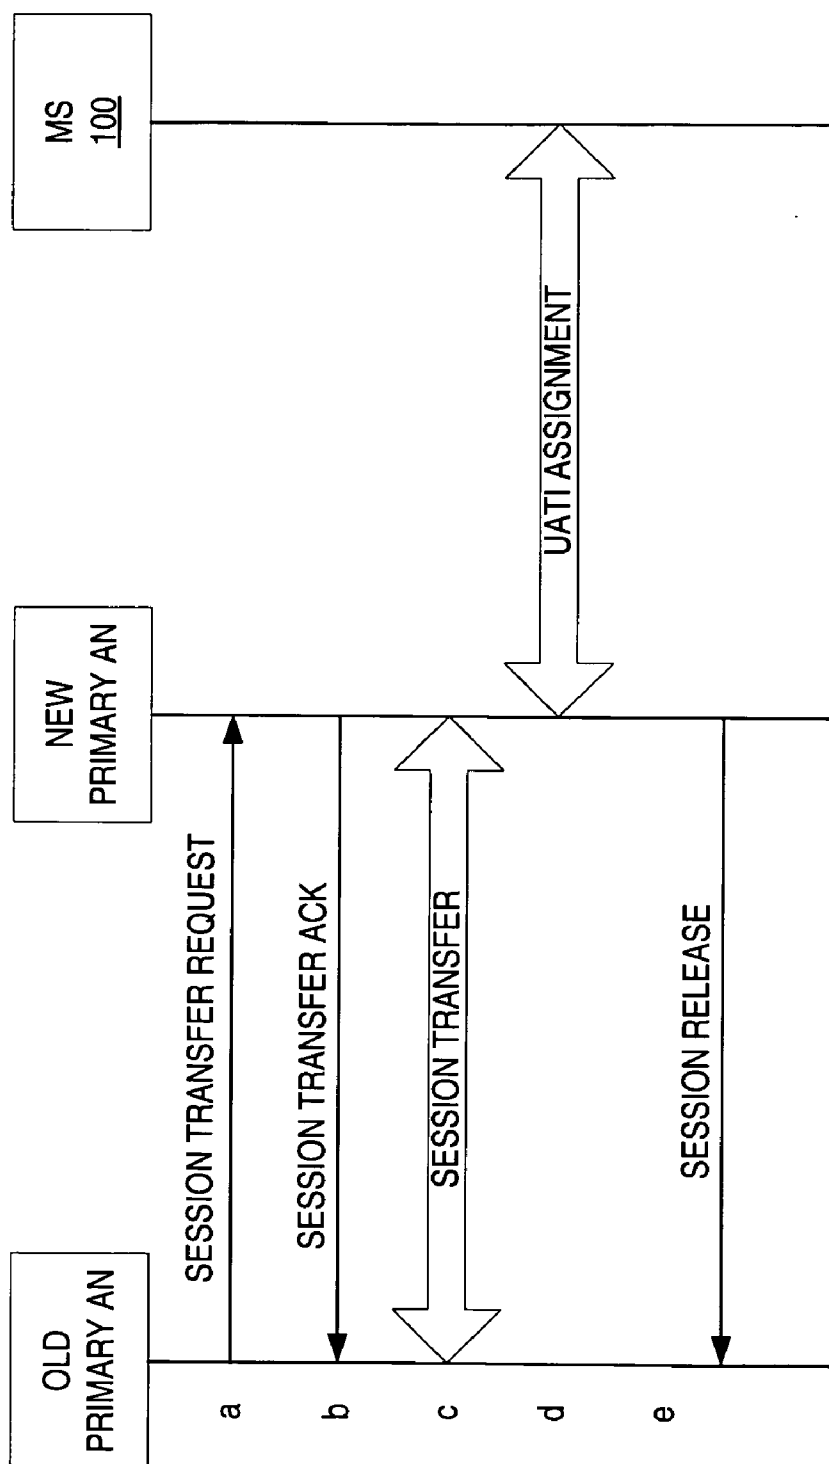 OLD
PRIMARY AN
NEW
PRIMARY AN
MS
100
a
SESSION TRANSFER REQUEST
b
SESSION TRANSFER ACK
c
SESSION TRANSFER
d
UATI ASSIGNMENT
e
SESSION RELEASE